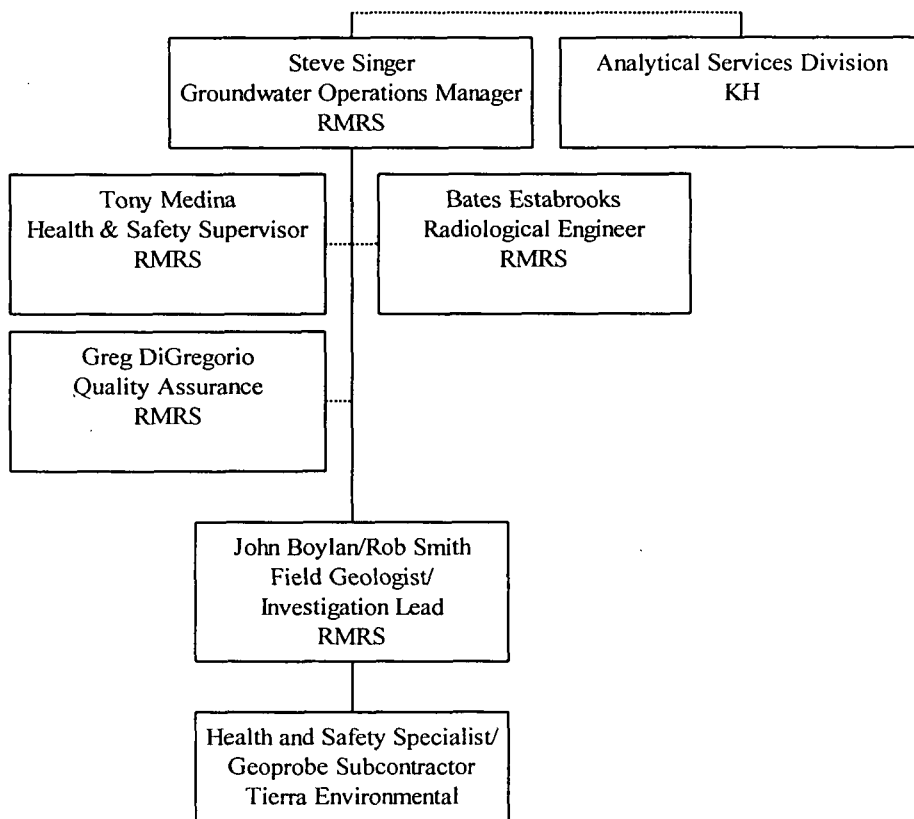 Steve Singer
Groundwater Operations Manager
RMRS
Analytical Services Division
KH
Tony Medina
Health & Safety Supervisor
RMRS
Bates Estabrooks
Radiological Engineer
RMRS
Greg DiGregorio
Quality Assurance
RMRS
John Boylan/Rob Smith
Field Geologist/
Investigation Lead
RMRS
Health and Safety Specialist/
Geoprobe Subcontractor
Tierra Environmental